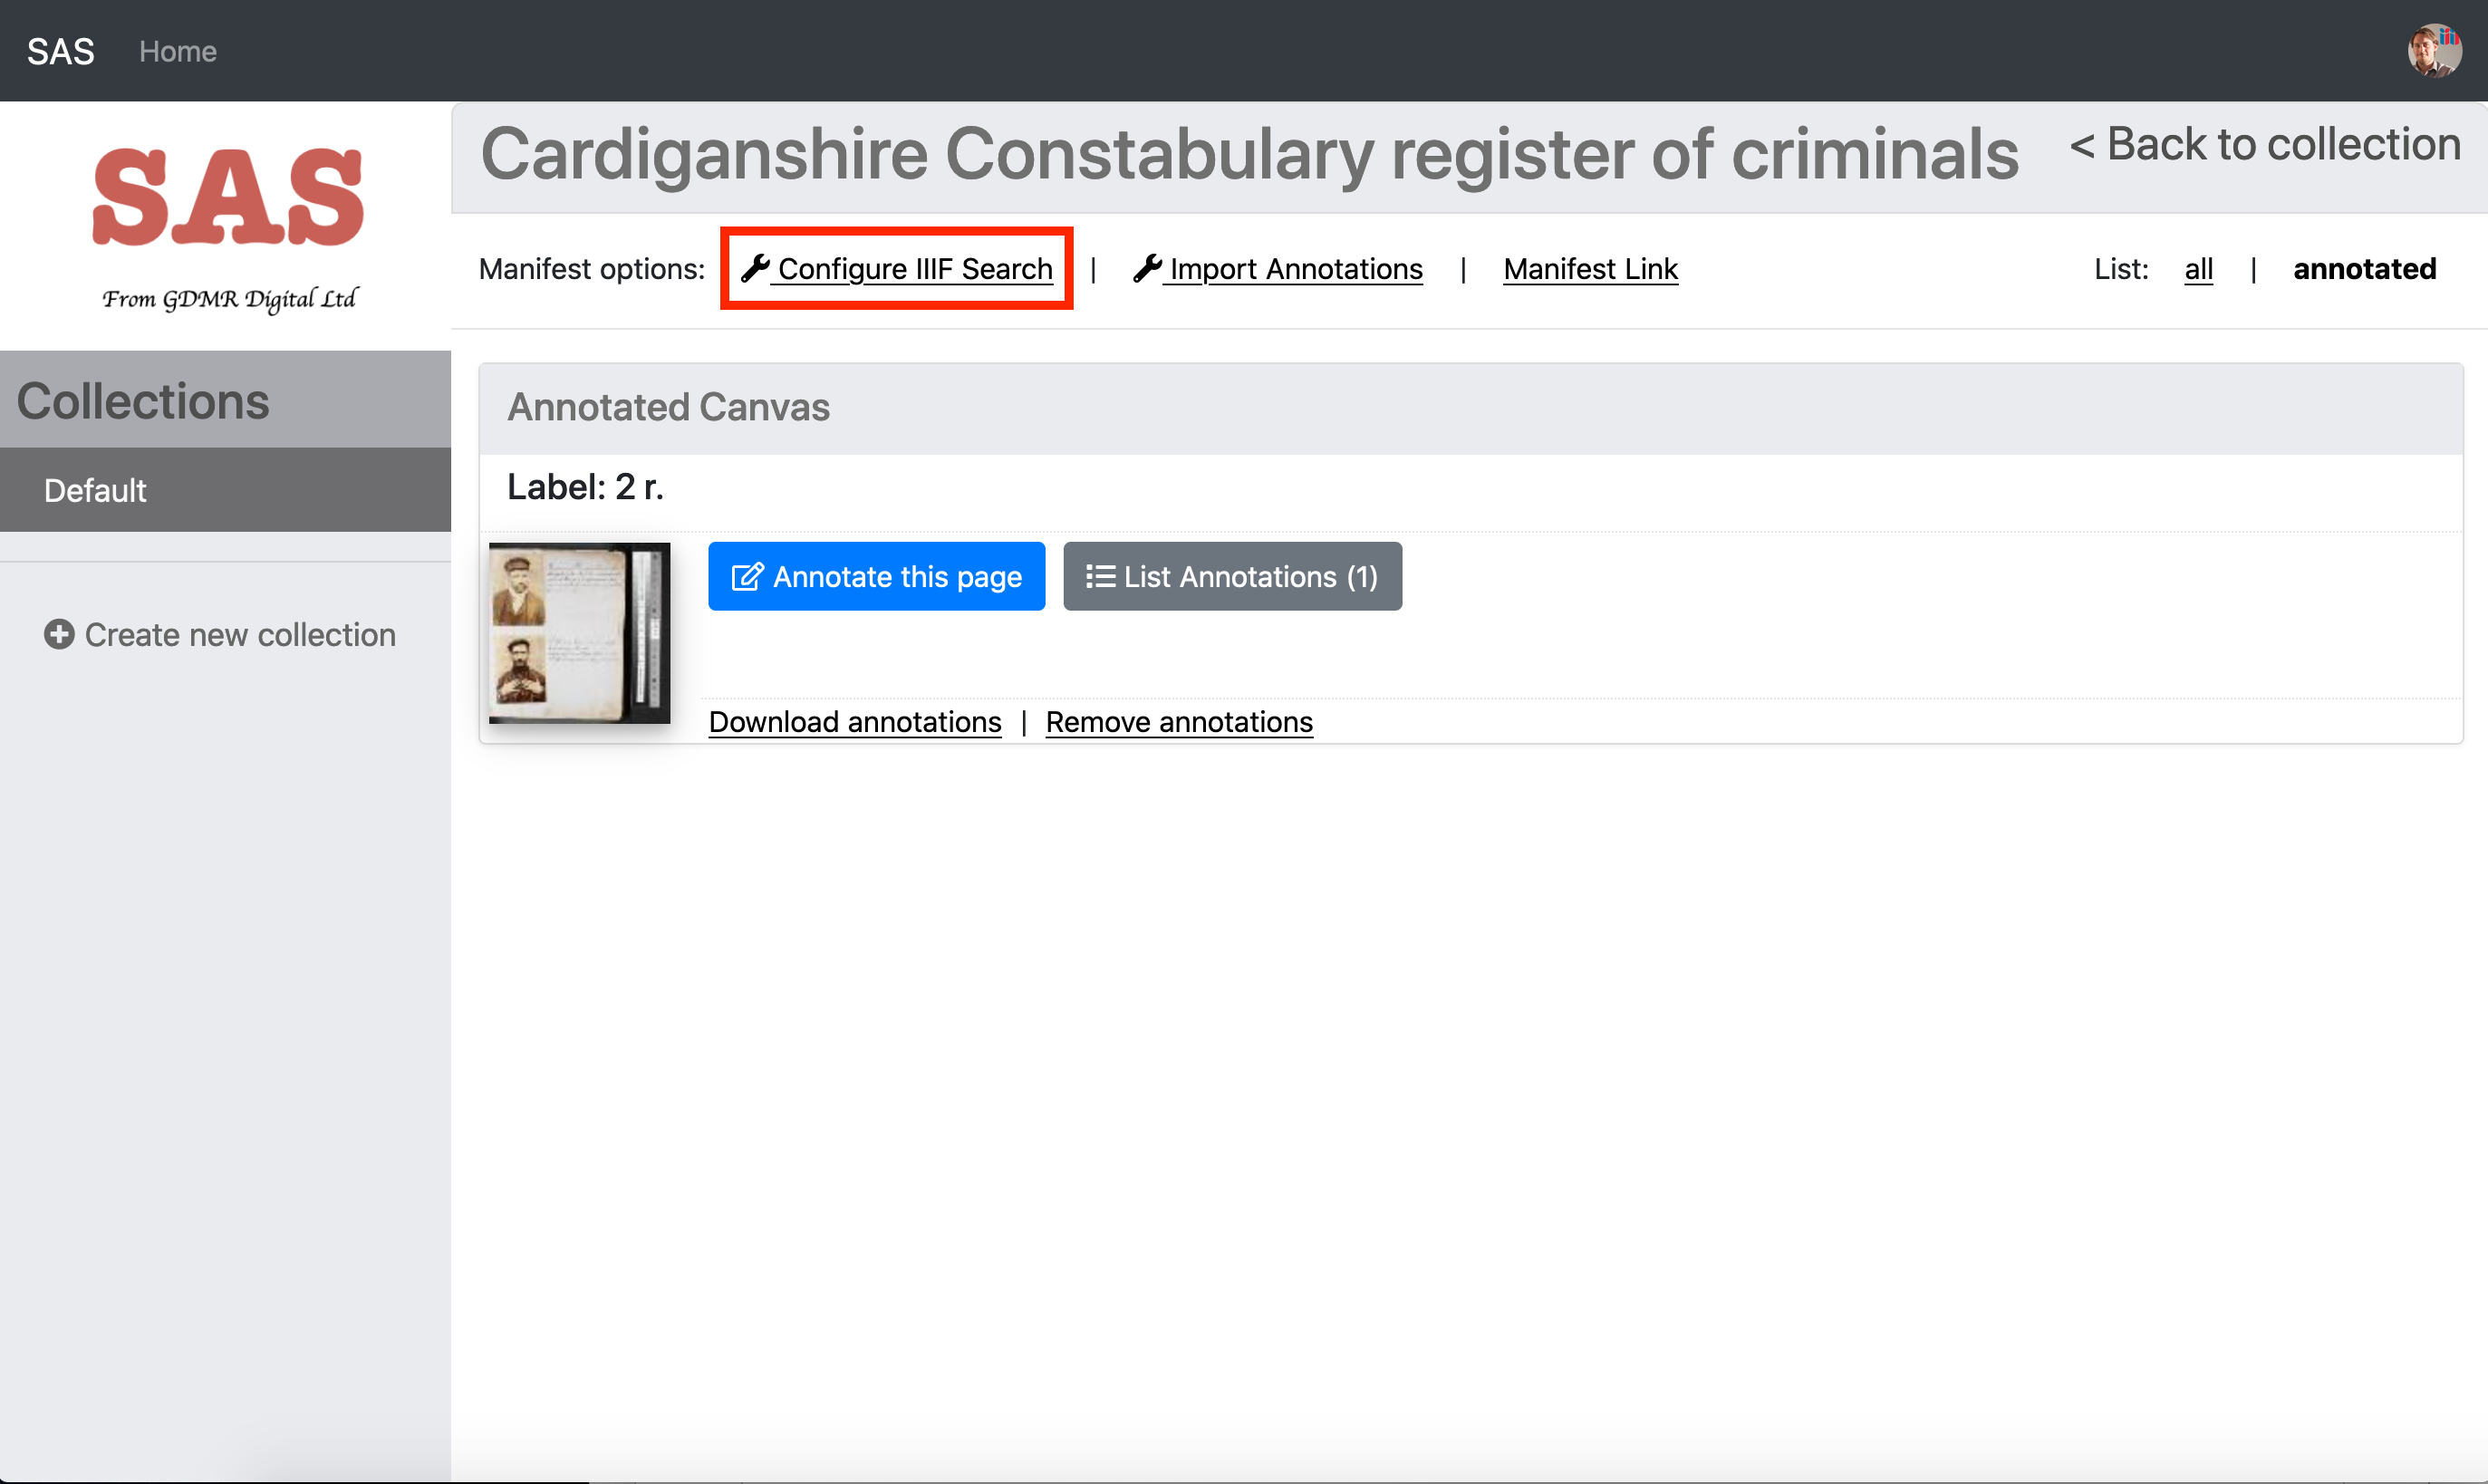 SAS Home
SAS
From GDMR Digital Ltd
Collections
Default
Create new collection
Cardiganshire Constabulary register of criminals < Back to collection
Manifest options: Configure IIIF Search | Import Annotations | Manifest Link List: all | annotated
Annotated Canvas
Label: 2 r.
Annotate this page List Annotations (1)
Download annotations | Remove annotations